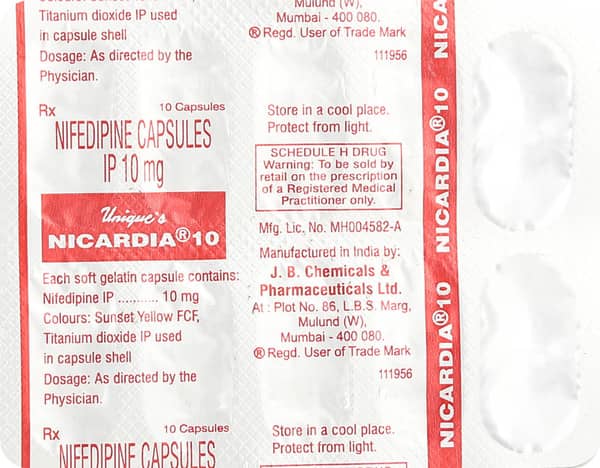 Titanium dioxide IP used
in capsule shell
Dosage: As directed by the
Physician.
Mulund (W),
Mumbai - 400 080.
® Regd. User of Trade Mark
111956
Rx
10 Capsules
NIFEDIPINE CAPSULES
IP 10 mg
Unique's
NICARDIA®10
Each soft gelatin capsule contains:
Nifedipine IP ........... 10 mg
Colours: Sunset Yellow FCF,
Titanium dioxide IP used
in capsule shell
Dosage: As directed by the
Physician.
Store in a cool place.
Protect from light.
SCHEDULE H DRUG
Warning: To be sold by
retail on the prescription
of a Registered Medical
Practitioner only.
Mfg. Lic. No. MH004582-A
Manufactured in India by:
J. B. Chemicals &
Pharmaceuticals Ltd.
At : Plot No. 86, L.B.S. Marg,
Mulund (W),
Mumbai - 400 080.
® Regd. User of Trade Mark
111956
Rx
10 Capsules
NIFEDIPINE CAPSULES
Store in a cool place.
Protect from light.
NICARDIA®10
NICARDIA®10